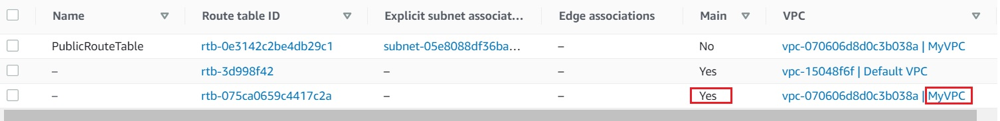 Name Route table ID Explicit subnet associat... Edge associations Main VPC
PublicRouteTable rtb-0e3142c2be4db29c1 subnet-05e8088df36ba... – No vpc-070606d8d0c3b038a | MyVPC
– rtb-3d998f42 – – Yes vpc-15048f6f | Default VPC
– rtb-075ca0659c4417c2a – – Yes vpc-070606d8d0c3b038a | MyVPC